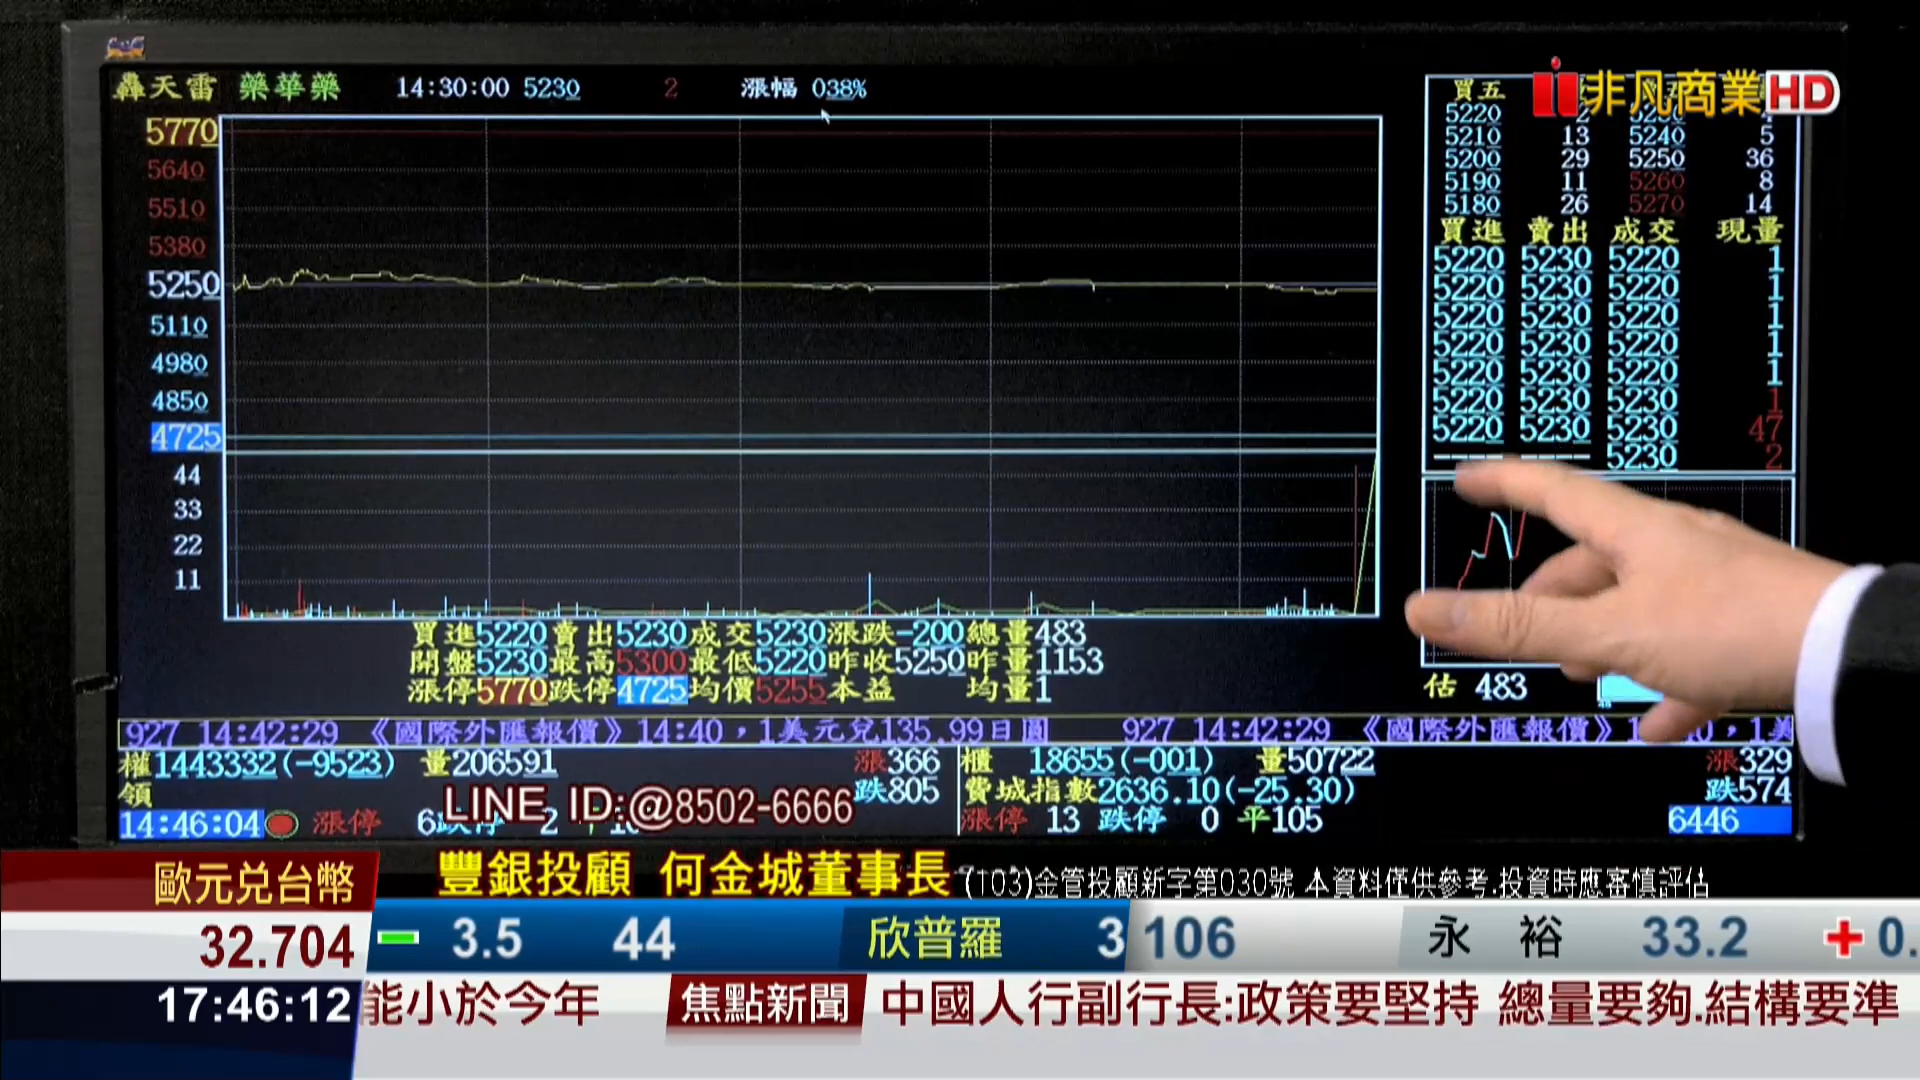 非凡商業HD
轟天雷 藥華藥 14:30:00 5230 2 漲幅 038%
5770
5640
5510
5380
5250
5110
4980
4850
4725
44
33
22
11
買五
5220 2
5210 13 5240 5
5200 29 5250 36
5190 11 5260 8
5180 26 5270 14
買進 賣出 成交 現量
5220 5230 5220 1
5220 5230 5220 1
5220 5230 5220 1
5220 5230 5220 1
5220 5230 5220 1
5220 5230 5230 1
5220 5230 5230 47
---- ---- 5230 2
估 483
買進5220賣出5230成交5230漲跌-200總量483
開盤5230最高5300最低5220昨收5250昨量1153
漲停5770跌停4725均價5255本益 均量1
927 14:42:29 《國際外匯報價》14:40，1美元兌135.99日圓 927 14:42:29 《國際外匯報價》
權1443332(-9523) 量206591 漲366
領 跌805
14:46:04 漲停 6跌停 2
櫃 18655(-001) 量50722 漲329
費城指數2636.10(-25.30) 跌574
漲停 13 跌停 0 平105 6446
LINE ID:@8502-6666
豐銀投顧 何金城董事長 (103)金管投顧新字第030號 本資料僅供參考.投資時應審慎評估
歐元兌台幣
32.704
3.5 44 欣普羅 3 106 永裕 33.2 +0.
17:46:12
能小於今年 焦點新聞 中國人行副行長:政策要堅持 總量要夠.結構要準